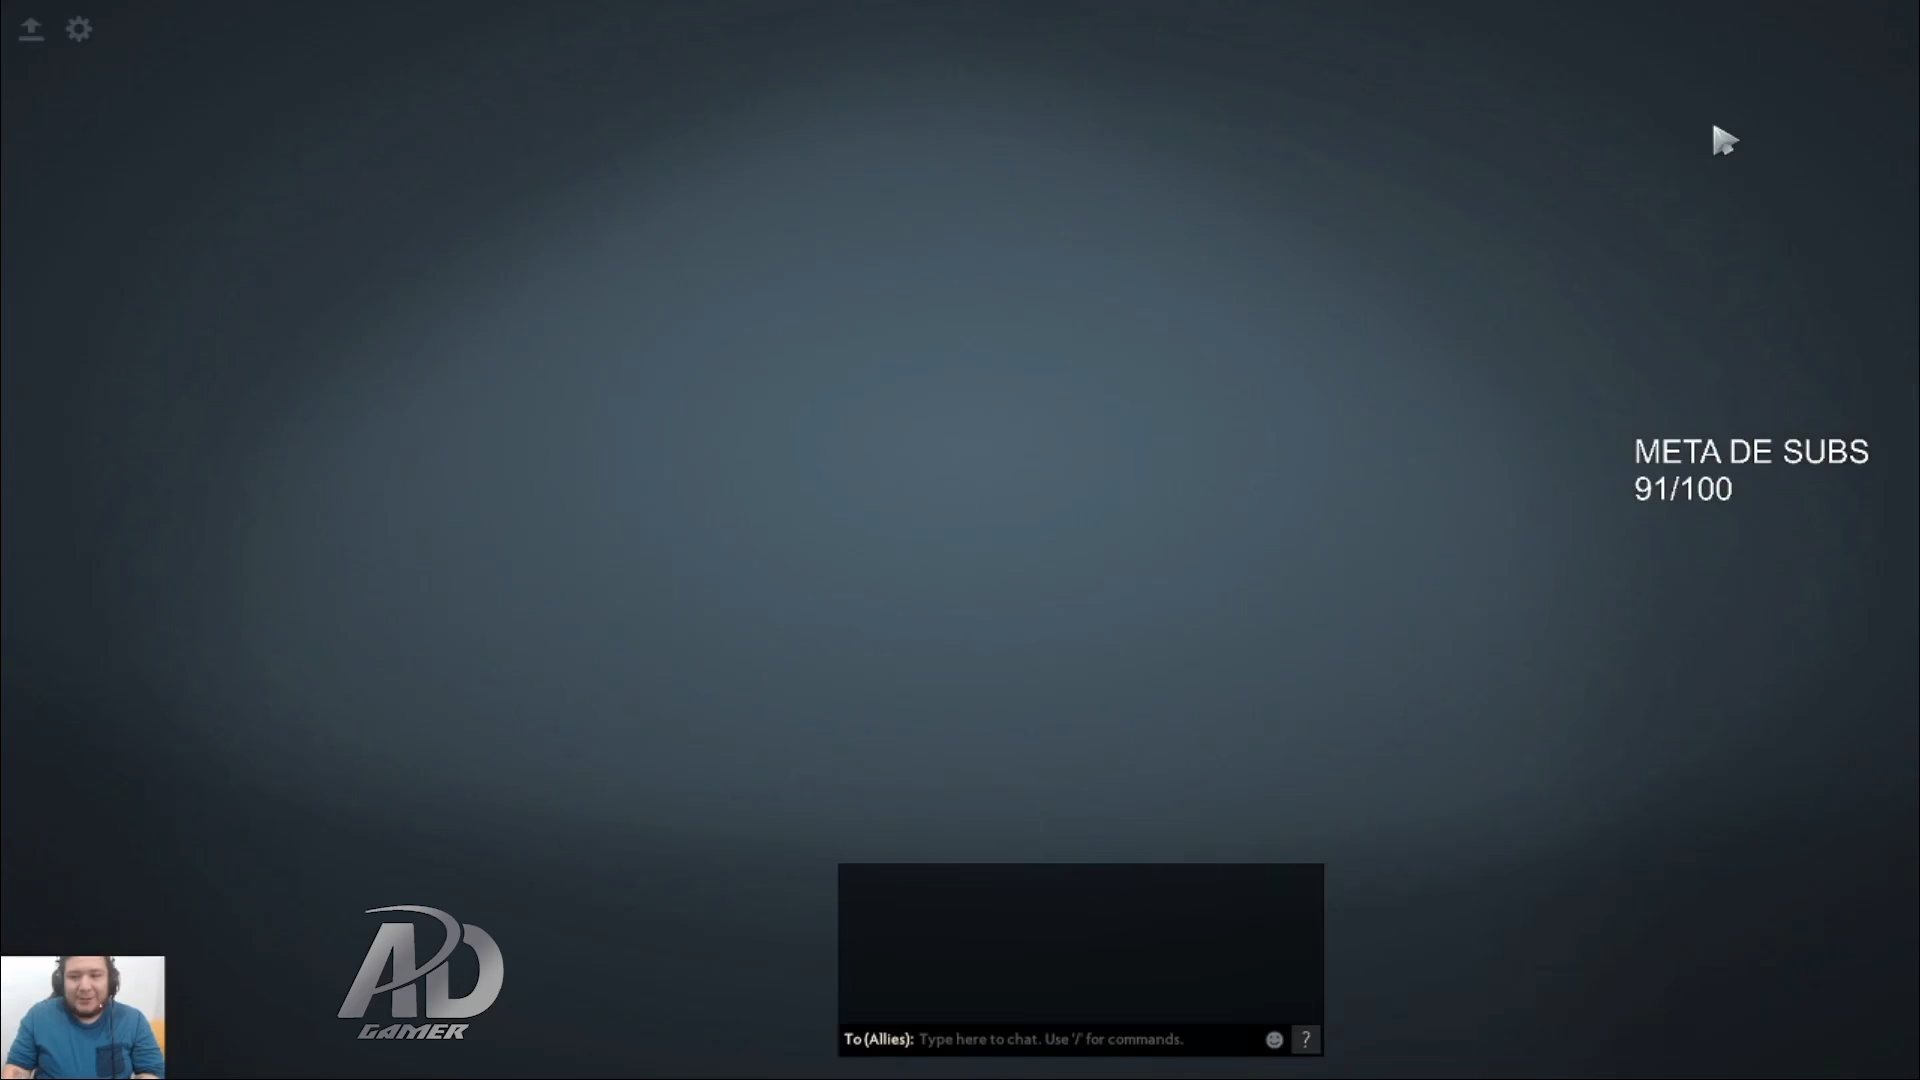 META DE SUBS
91/100
AD
GAMER
To (Allies): Type here to chat. Use '/' for commands.
?